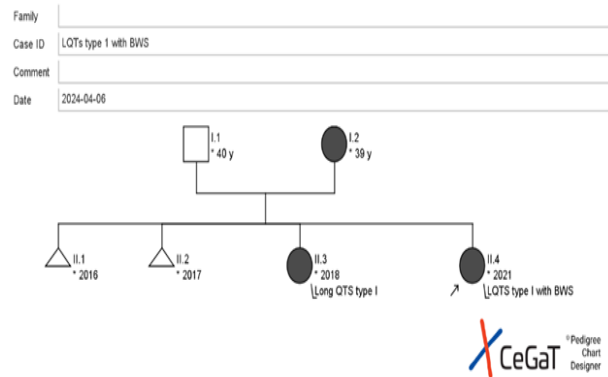 Family
Case ID LQTs type 1 with BWS
Comment
Date 2024-04-06
I.1
* 40 y
I.2
* 39 y
II.1
* 2016
II.2
* 2017
II.3
* 2018
Long QTS type I
II.4
* 2021
LQTS type I with BWS
CeGaT
®Pedigree
Chart
Designer